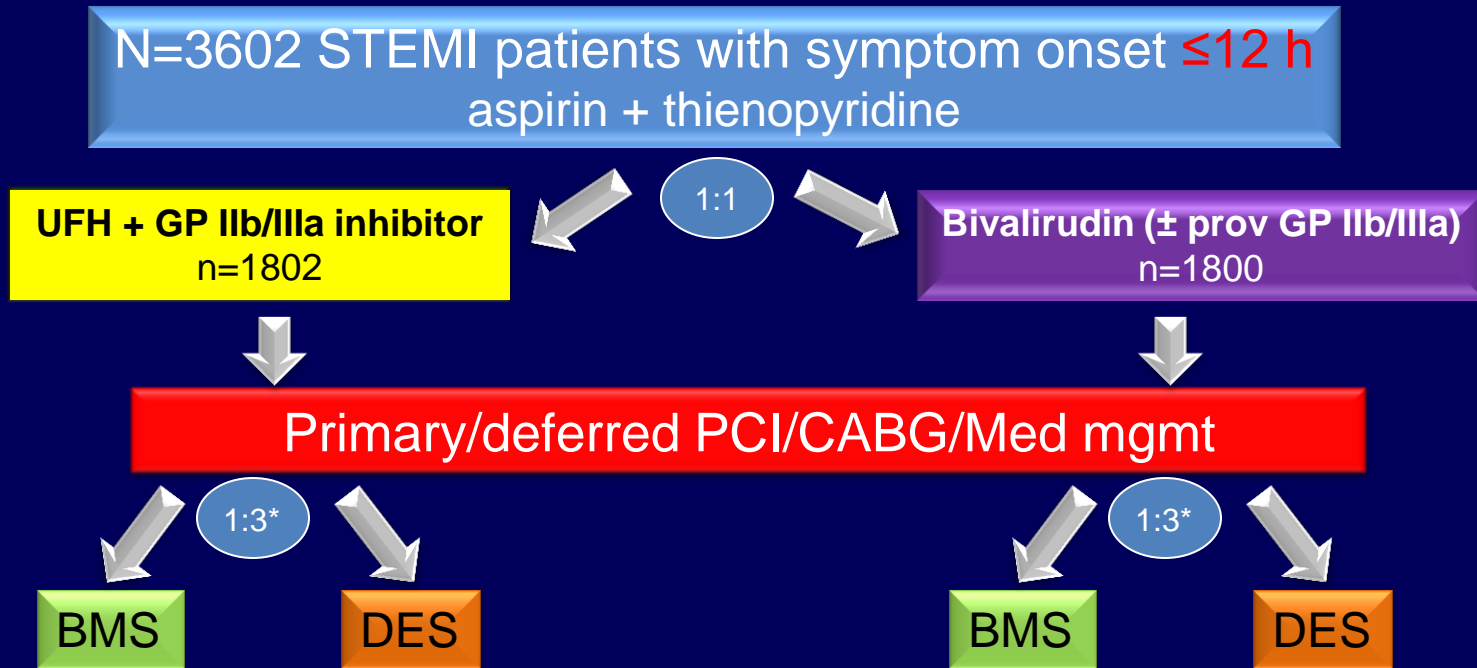 N=3602 STEMI patients with symptom onset ≤12 h
aspirin + thienopyridine
1:1
UFH + GP IIb/IIIa inhibitor
n=1802
Bivalirudin (± prov GP IIb/IIIa)
n=1800
Primary/deferred PCI/CABG/Med mgmt
1:3*
1:3*
BMS
DES
BMS
DES